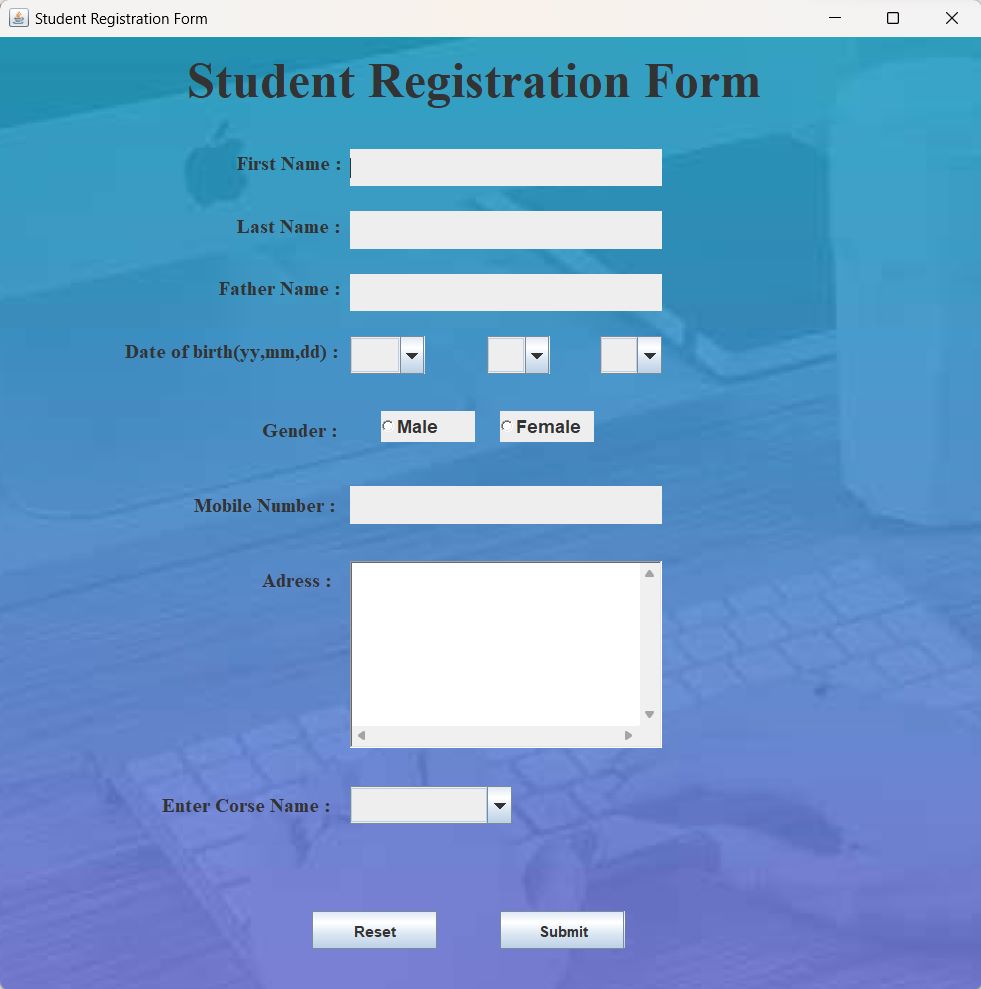 Student Registration Form
Student Registration Form
First Name :
Last Name :
Father Name :
Date of birth(yy,mm,dd) :
Gender : Male Female
Mobile Number :
Adress :
Enter Corse Name :
Reset Submit